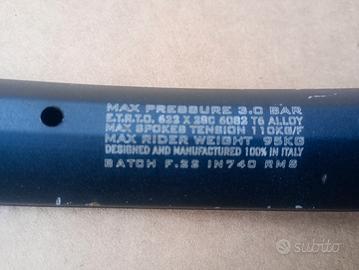 MAX PRESSURE 3.0 BAR
E.T.R.T.O. 622 X 29C 6082 T6 ALLOY
MAX SPOKES TENSION 110KG/F
MAX RIDER WEIGHT 95KG
DESIGNED AND MANUFACTURED 100% IN ITALY
BATCH F.22 IN740 RMS
subito